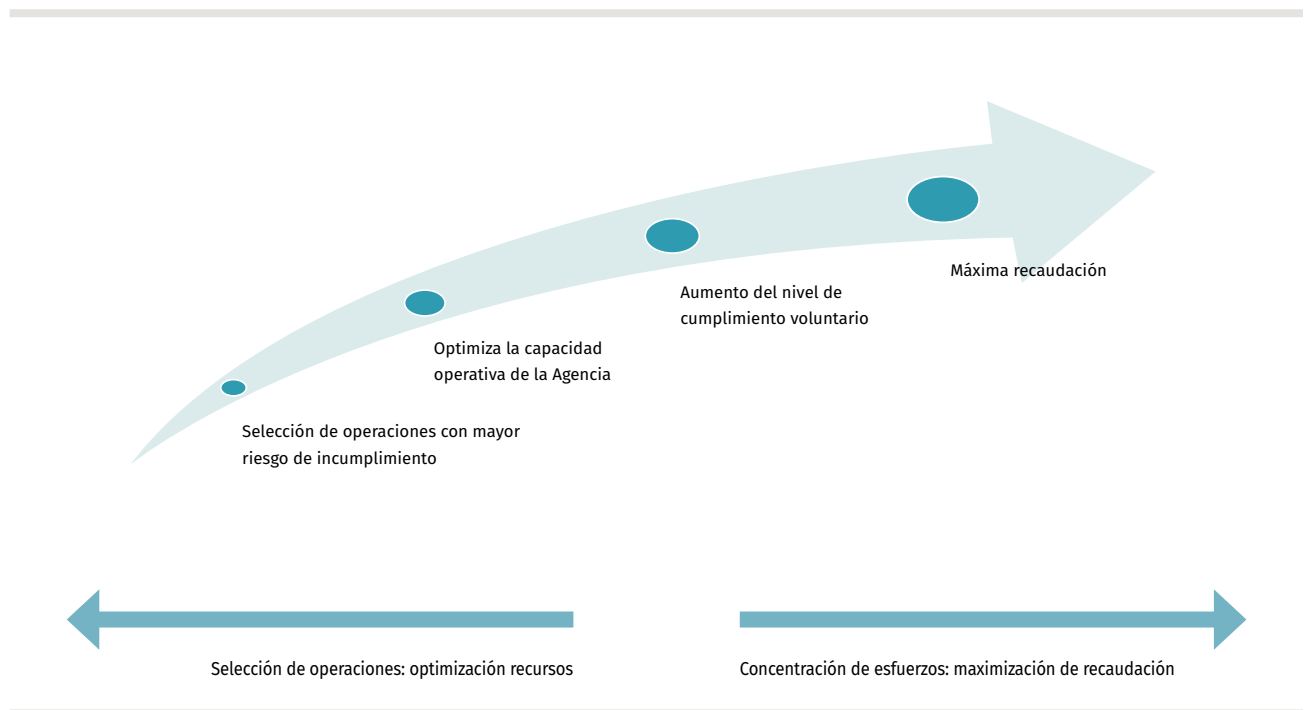 Máxima recaudación
Aumento del nivel de
cumplimiento voluntario
Optimiza la capacidad
operativa de la Agencia
Selección de operaciones con mayor
riesgo de incumplimiento
Selección de operaciones: optimización recursos
Concentración de esfuerzos: maximización de recaudación